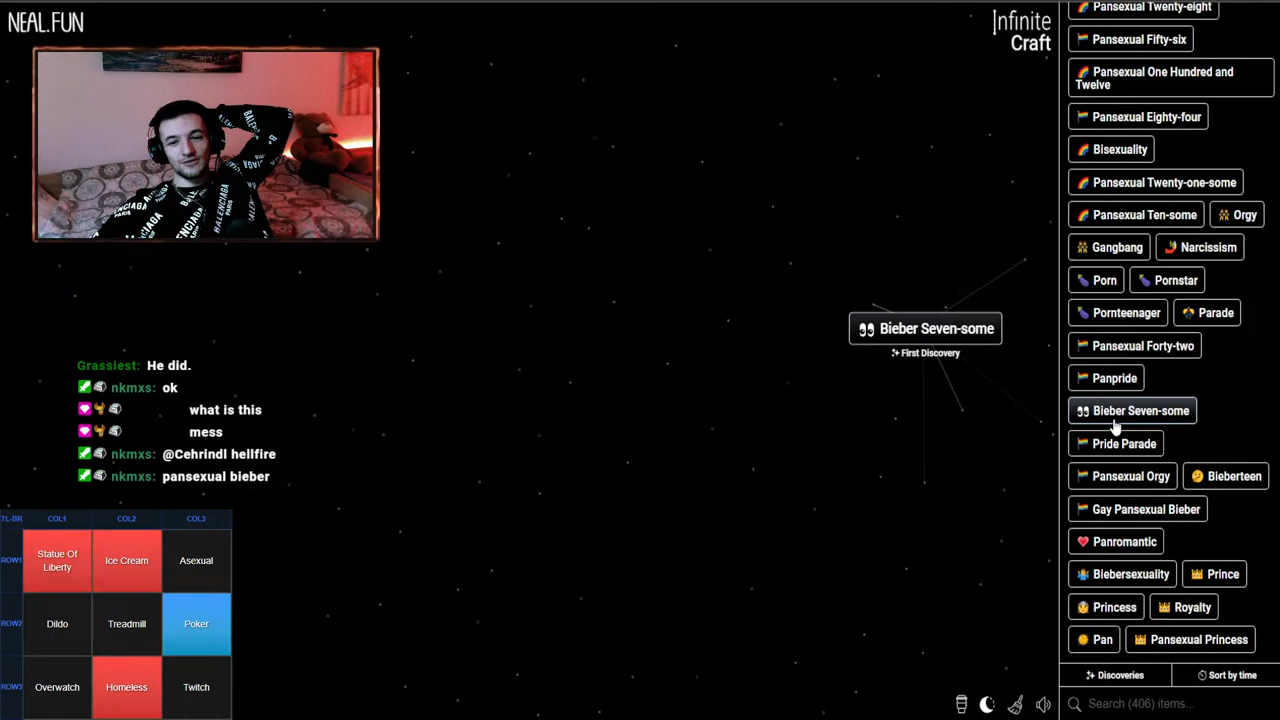 NEAL.FUN
Infinite
Craft
Pansexual Twenty-eight
Pansexual Fifty-six
Pansexual One Hundred and
Twelve
Pansexual Eighty-four
Bisexuality
Pansexual Twenty-one-some
Pansexual Ten-some
Orgy
Gangbang
Narcissism
Porn
Pornstar
Pornteenager
Parade
Pansexual Forty-two
Panpride
Bieber Seven-some
Pride Parade
Pansexual Orgy
Bieberteen
Gay Pansexual Bieber
Panromantic
Biebersexuality
Prince
Princess
Royalty
Pan
Pansexual Princess
Discoveries
Sort by time
Search (406) items...
Bieber Seven-some
First Discovery
BALENCIAGA
PARIS
Grassiest: He did.
nkmxs: ok
what is this
mess
nkmxs: @Cehrindl hellfire
nkmxs: pansexual bieber
TL-BR COL1 COL2 COL3
ROW1 Statue Of Liberty Ice Cream Asexual
ROW2 Dildo Treadmill Poker
ROW3 Overwatch Homeless Twitch